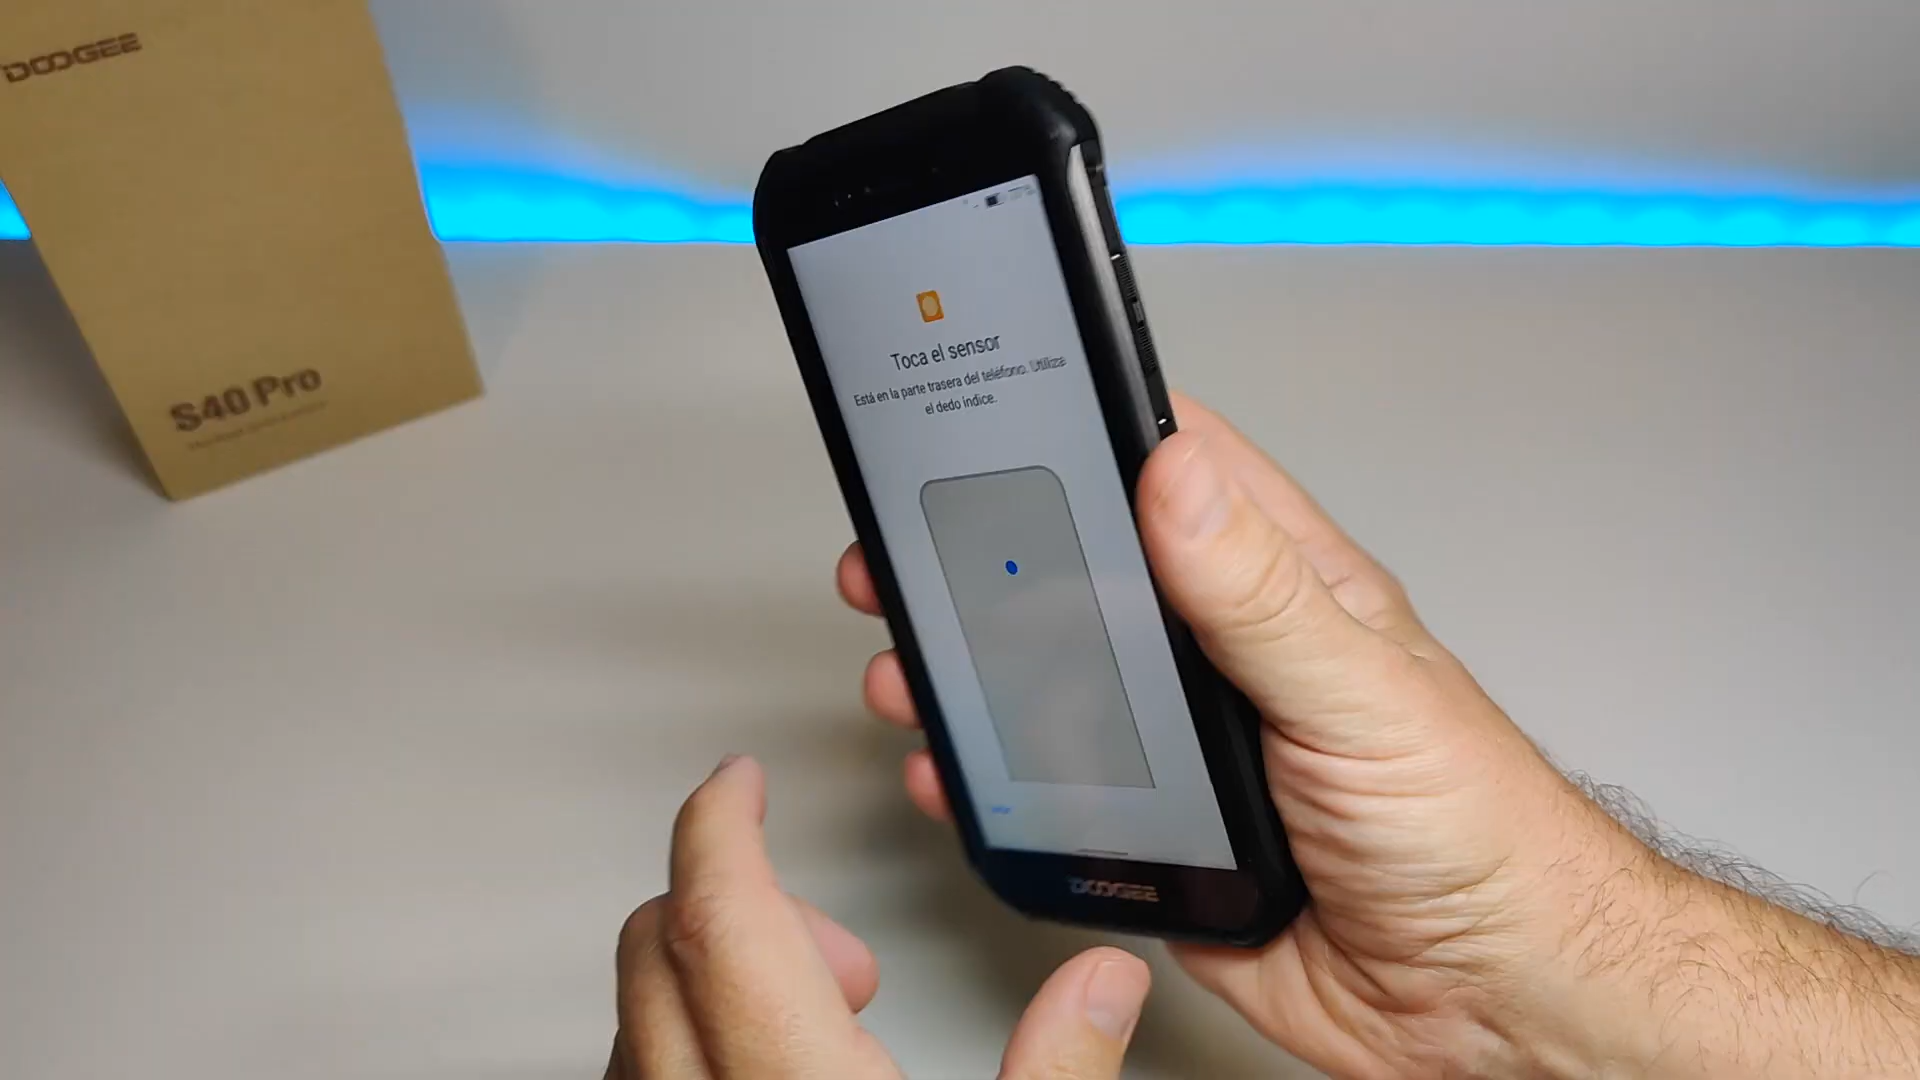 DOOGEE
S40 Pro
Toca el sensor
Está en la parte trasera del teléfono. Utiliza
el dedo índice.
DOOGEE